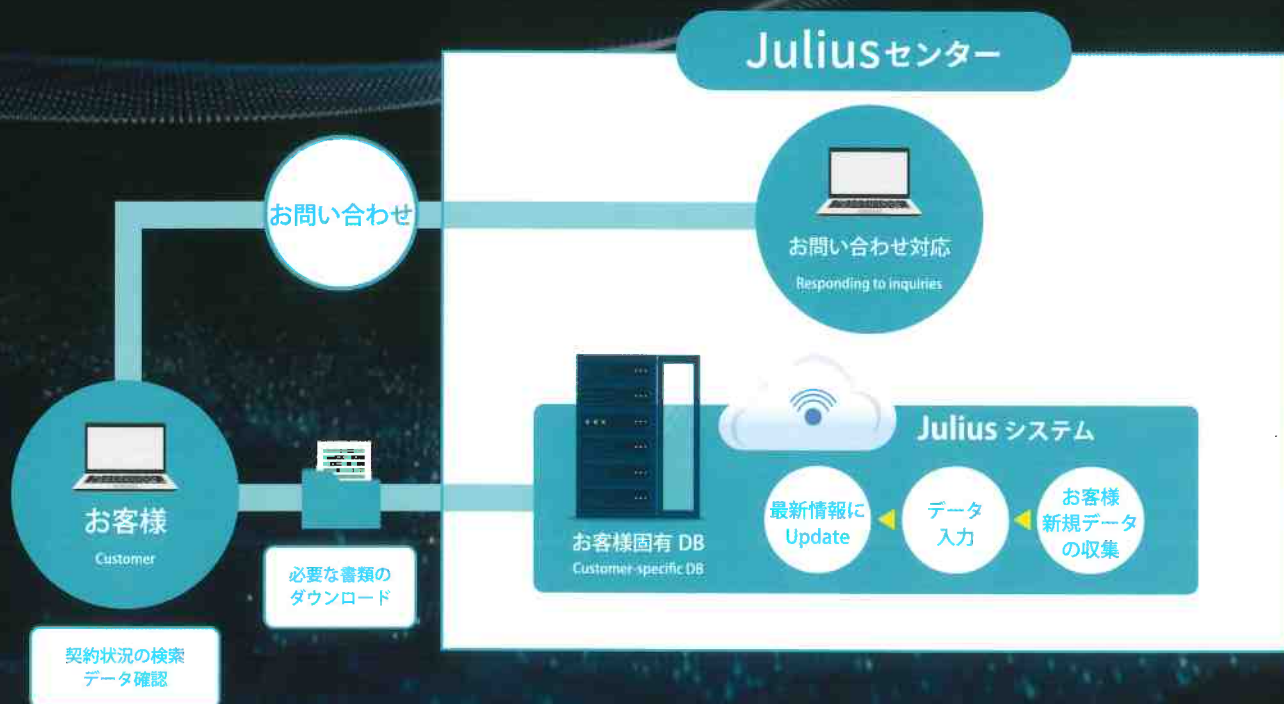 Juliusセンター
お問い合わせ
お問い合わせ対応
Responding to inquiries
お客様
Customer
契約状況の検索
データ確認
必要な書類の
ダウンロード
Julius システム
お客様固有 DB
Customer-specific DB
最新情報に
Update
データ
入力
お客様
新規データ
の収集